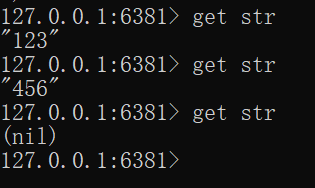 127.0.0.1:6381> get str
"123"
127.0.0.1:6381> get str
"456"
127.0.0.1:6381> get str
(nil)
127.0.0.1:6381>